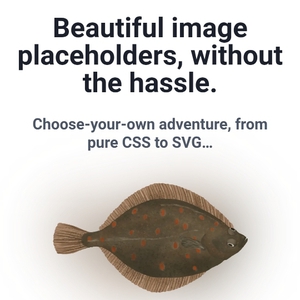 Beautiful image
placeholders, without
the hassle.
Choose-your-own adventure, from
pure CSS to SVG…